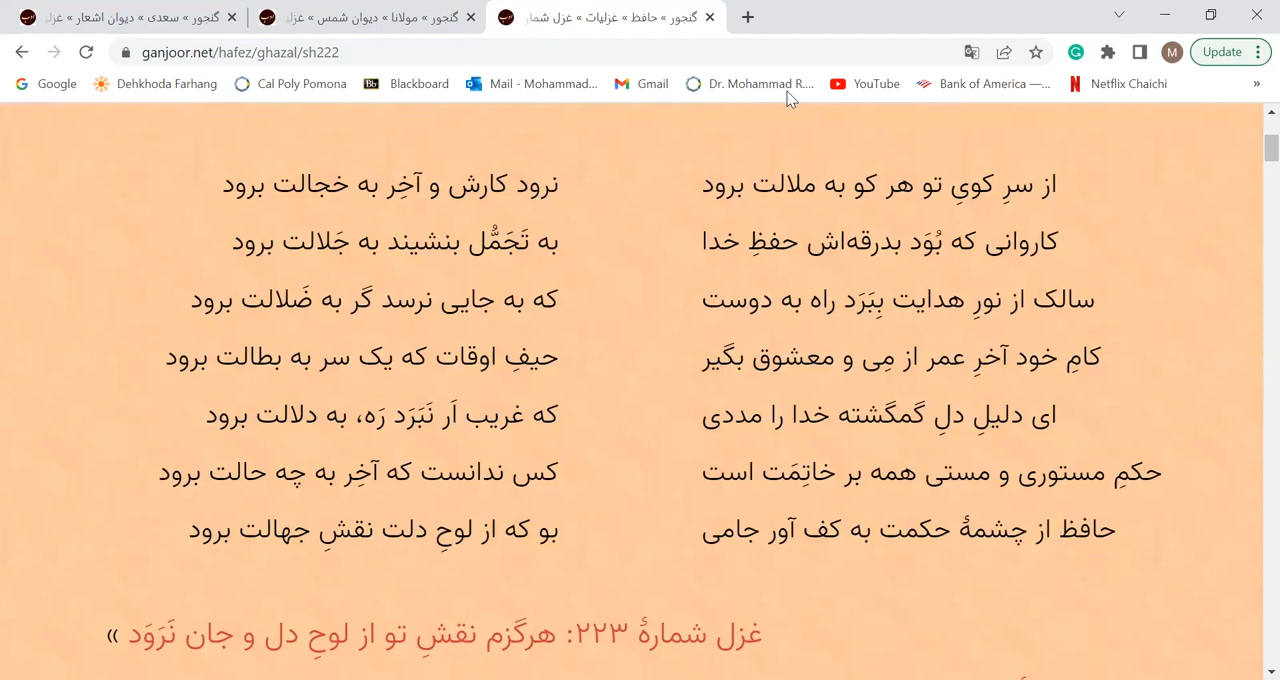 گنجور » سعدی » دیوان اشعار » غزل
گنجور » مولانا » دیوان شمس » غزل
گنجور » حافظ » غزلیات » غزل شمار
ganjoor.net/hafez/ghazal/sh222
M
Update
Google
Dehkhoda Farhang
Cal Poly Pomona
Bb
Blackboard
Mail - Mohammad...
Gmail
Dr. Mohammad R....
YouTube
Bank of America —...
Netflix Chaichi
»
از سرِ کویِ تو هر کو به ملالت برود
نرود کارش و آخِر به خجالت برود
کاروانی که بُوَد بدرقه‌اش حفظِ خدا
به تَجَمُّل بنشیند به جَلالت برود
سالک از نورِ هدایت بِبَرَد راه به دوست
که به جایی نرسد گر به ضَلالت برود
کامِ خود آخرِ عمر از مِی و معشوق بگیر
حیفِ اوقات که یک سر به بطالت برود
ای دلیلِ دلِ گمگشته خدا را مددی
که غریب اَر نَبَرَد رَه، به دلالت برود
حکمِ مستوری و مستی همه بر خاتِمَت است
کس ندانست که آخِر به چه حالت برود
حافظ از چشمهٔ حکمت به کف آور جامی
بو که از لوحِ دلت نقشِ جهالت برود
غزل شمارهٔ ۲۲۳: هرگزم نقشِ تو از لوحِ دل و جان نَرَوَد »